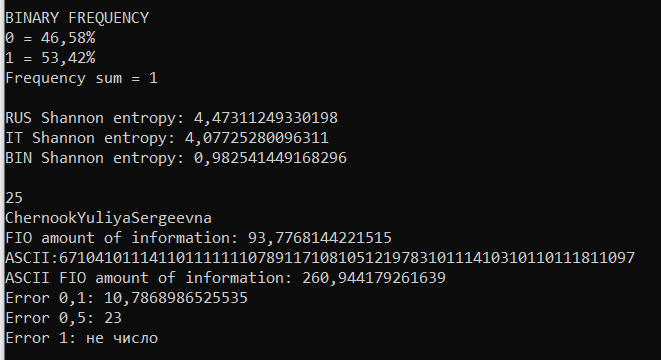 BINARY FREQUENCY
0 = 46,58%
1 = 53,42%
Frequency sum = 1
RUS Shannon entropy: 4,47311249330198
IT Shannon entropy: 4,07725280096311
BIN Shannon entropy: 0,982541449168296
25
ChernookYuliyaSergeevna
FIO amount of information: 93,7768144221515
ASCII:6710410111411011111110789117108105121978310111410310110111811097
ASCII FIO amount of information: 260,944179261639
Error 0,1: 10,7868986525535
Error 0,5: 23
Error 1: не число